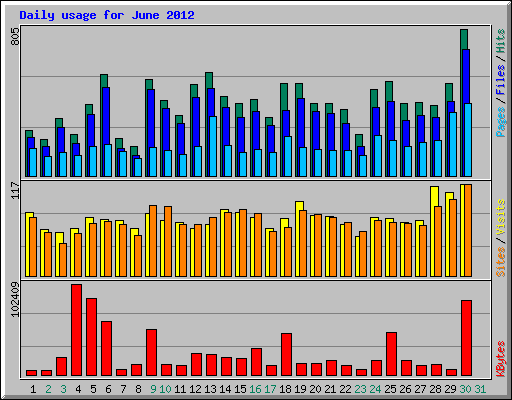 Daily usage for June 2012
805
Pages / Files / Hits
117
Sites / Visits
102409
KBytes
1 2 3 4 5 6 7 8 9 10 11 12 13 14 15 16 17 18 19 20 21 22 23 24 25 26 27 28 29 30 31